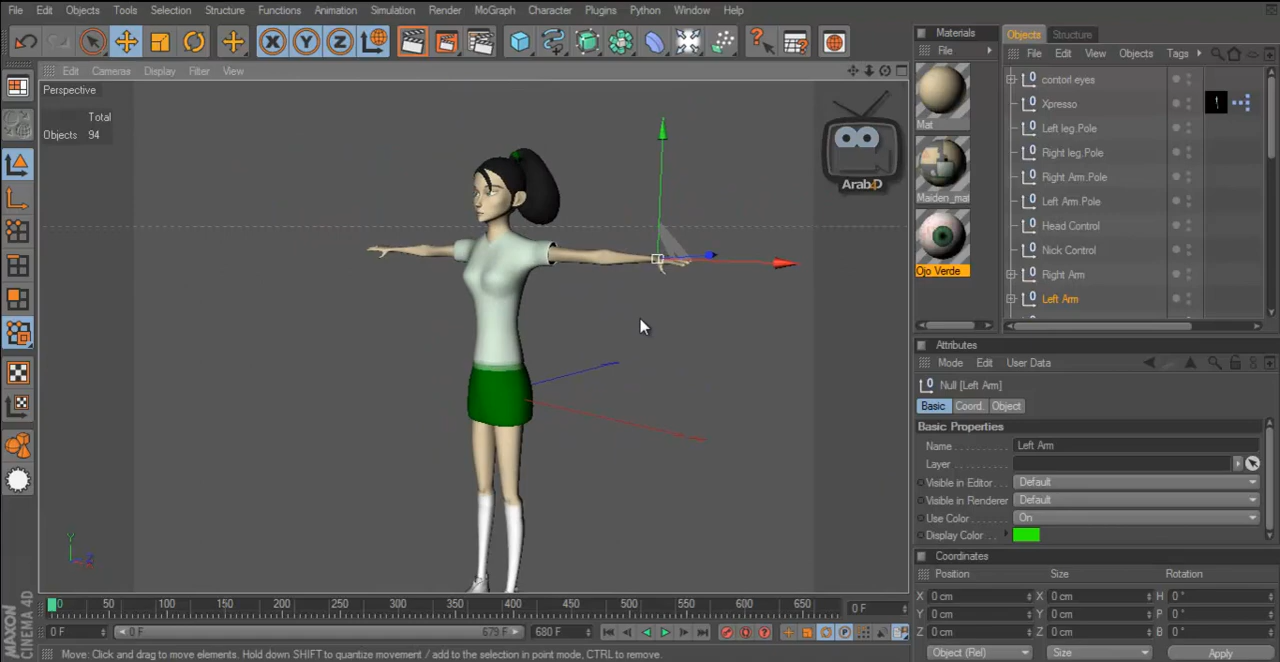 File Edit Objects Tools Selection Structure Functions Animation Simulation Render MoGraph Character Plugins Python Window Help
Edit Cameras Display Filter View
Perspective
Total
Objects 94
Arab4D
Materials
File
Mat
Maiden_mat
Ojo Verde
Objects Structure
File Edit View Objects Tags
contorl eyes
Xpresso
Left leg.Pole
Right leg.Pole
Right Arm.Pole
Left Arm.Pole
Head Control
Nick Control
Right Arm
Left Arm
Attributes
Mode Edit User Data
Null [Left Arm]
Basic Coord. Object
Basic Properties
Name Left Arm
Layer
Visible in Editor Default
Visible in Renderer Default
Use Color On
Display Color
Coordinates
Position Size Rotation
X 0 cm X 0 cm H 0 °
Y 0 cm Y 0 cm P 0 °
Z 0 cm Z 0 cm B 0 °
Object (Rel) Size Apply
0 50 100 150 200 250 300 350 400 450 500 550 600 650 0 F
0 F 0 F 679 F 680 F
Move: Click and drag to move elements. Hold down SHIFT to quantize movement / add to the selection in point mode, CTRL to remove.
MAXON
CINEMA 4D